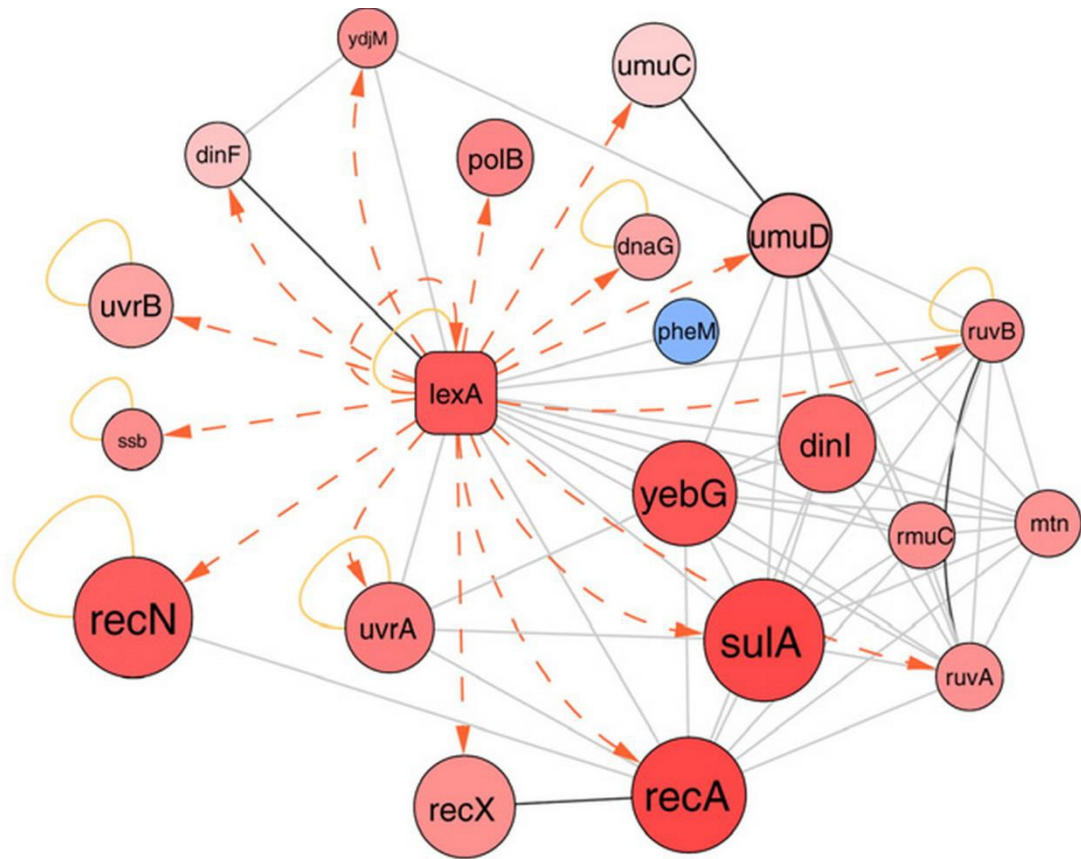 ydjM
umuC
dinF
polB
umuD
dnaG
uvrB
pheM
ruvB
lexA
ssb
dinI
yebG
mtn
rmuC
recN
uvrA
sulA
ruvA
recX
recA